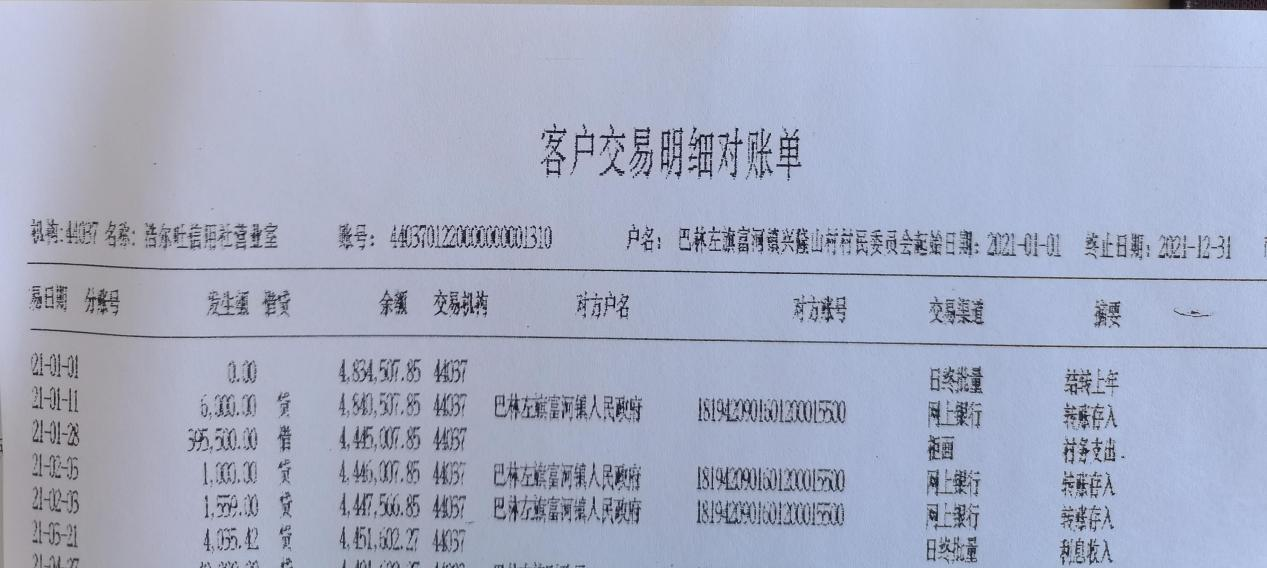 客户交易明细对账单
机构:44037 名称: 浩尔吐信用社营业室 账号: 4403701220000000001310 户名: 巴林左旗富河镇兴隆山村村民委员会起始日期: 2021-01-01 终止日期: 2021-12-31
易日期 分账号 发生额 借贷 余额 交易机构 对方户名 对方账号 交易渠道 摘要
021-01-01 0.00 4,834,507.85 44037 日终批量 结转上年
21-01-11 6,000.00 贷 4,840,507.85 44037 巴林左旗富河镇人民政府 1819420901601200015500 网上银行 转账存入
21-01-28 395,500.00 借 4,445,007.85 44037 柜面 村务支出
21-02-03 1,000.00 贷 4,446,007.85 44037 巴林左旗富河镇人民政府 1819420901601200015500 网上银行 转账存入
21-02-03 1,559.00 贷 4,447,566.85 44037 巴林左旗富河镇人民政府 1819420901601200015500 网上银行 转账存入
21-03-21 4,035.42 贷 4,451,602.27 44037 日终批量 利息收入